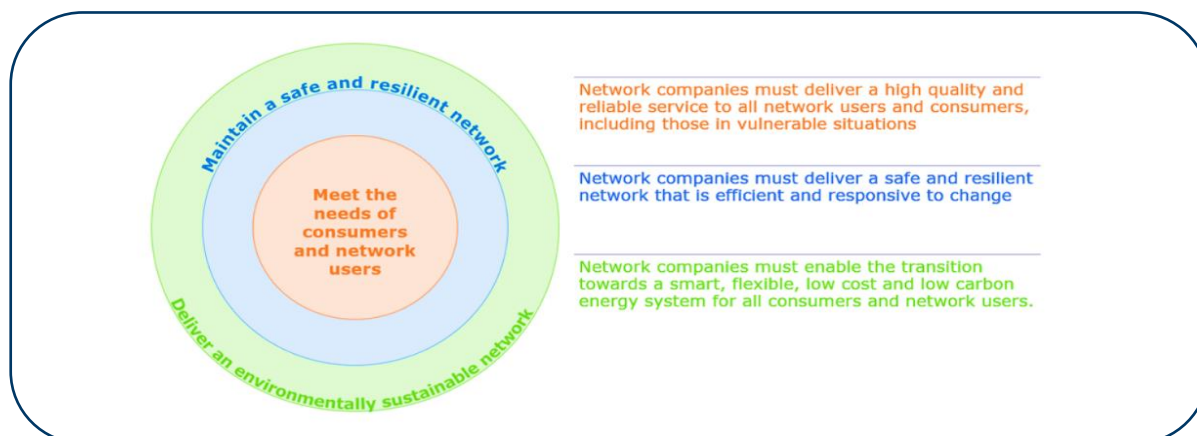 Maintain a safe and resilient network
Meet the
needs of
consumers
and network
users
Deliver an environmentally sustainable network
Network companies must deliver a high quality and
reliable service to all network users and consumers,
including those in vulnerable situations
Network companies must deliver a safe and resilient
network that is efficient and responsive to change
Network companies must enable the transition
towards a smart, flexible, low cost and low carbon
energy system for all consumers and network users.